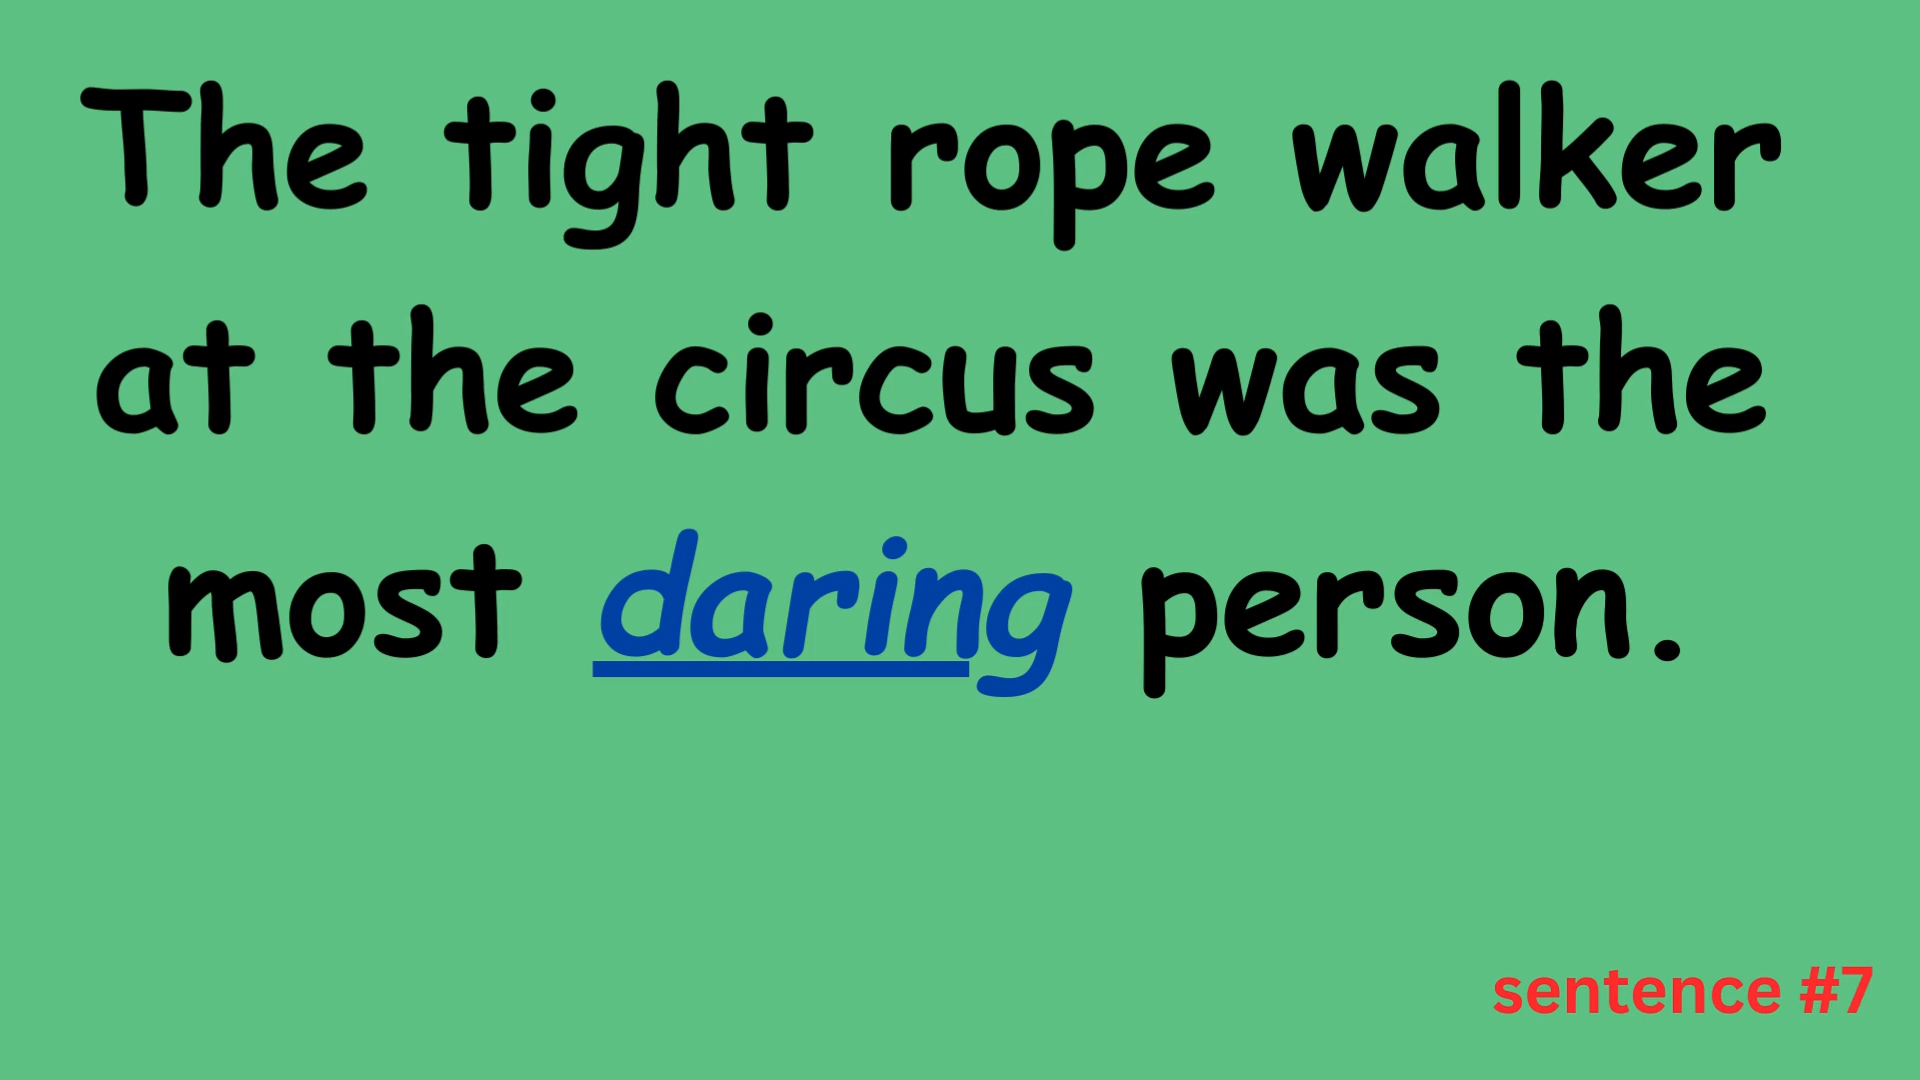 The tight rope walker
at the circus was the
most daring person.
sentence #7